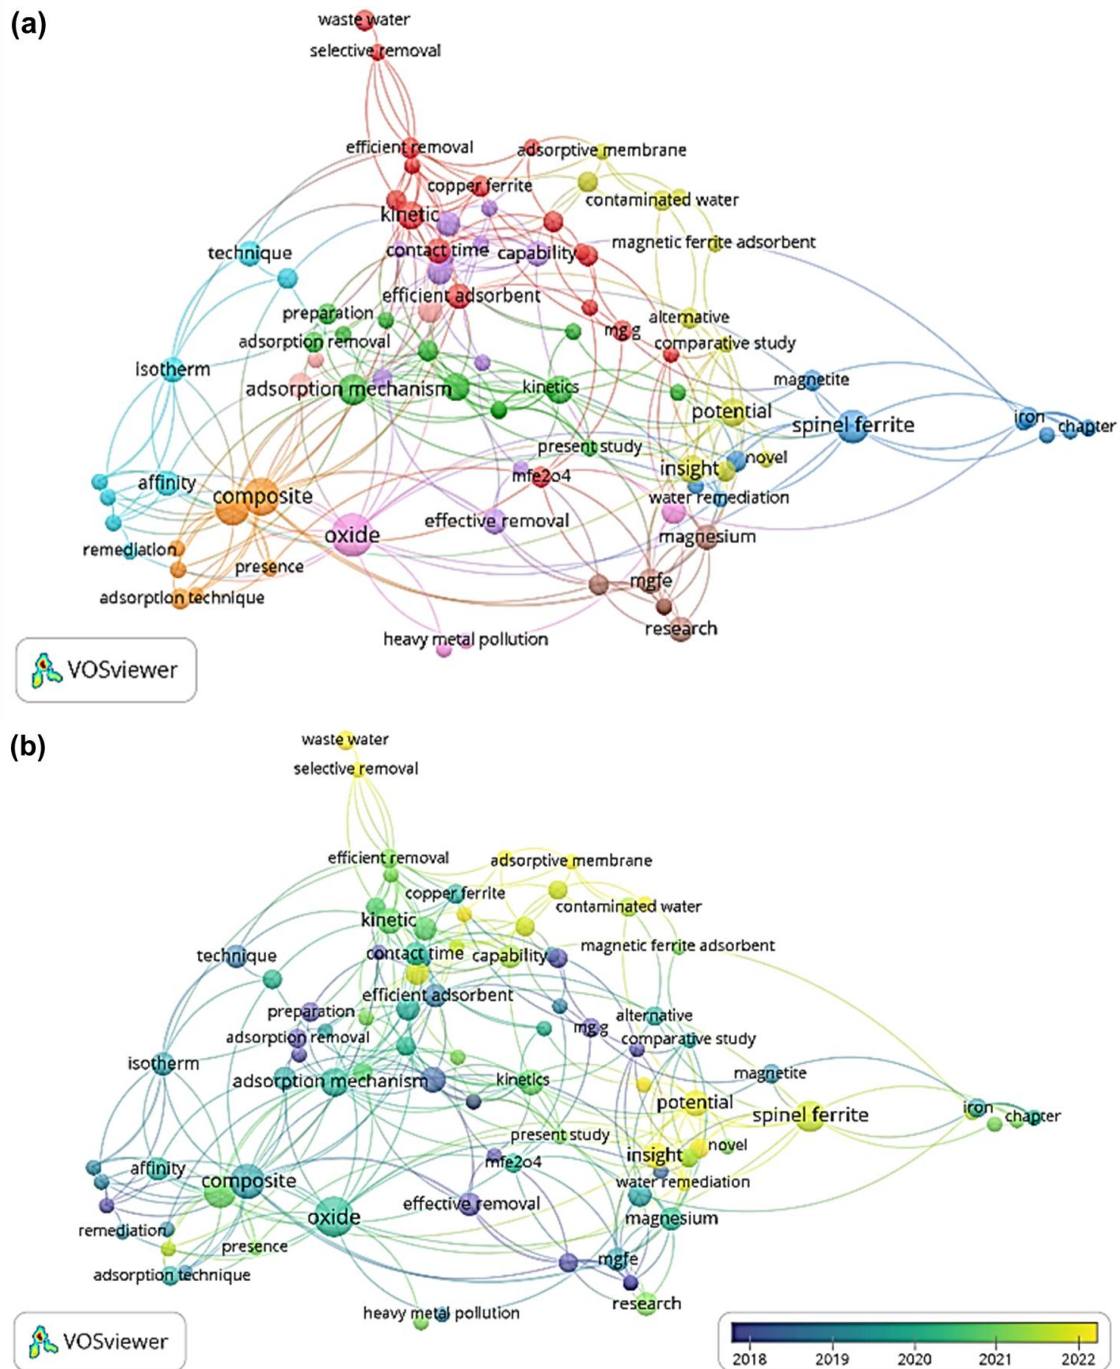 (a)
waste water
selective removal
efficient removal
adsorptive membrane
copper ferrite
contaminated water
kinetic
technique
contact time
capability
magnetic ferrite adsorbent
efficient adsorbent
preparation
alternative
mg g
adsorption removal
comparative study
isotherm
magnetite
adsorption mechanism
kinetics
potential
spinel ferrite
iron
chapter
present study
novel
insight
mfe2o4
affinity
composite
water remediation
effective removal
oxide
magnesium
remediation
presence
mgfe
adsorption technique
research
heavy metal pollution
VOSviewer
(b)
waste water
selective removal
efficient removal
adsorptive membrane
copper ferrite
contaminated water
kinetic
technique
contact time
capability
magnetic ferrite adsorbent
efficient adsorbent
preparation
alternative
mg g
adsorption removal
comparative study
isotherm
magnetite
adsorption mechanism
kinetics
potential
spinel ferrite
iron
chapter
present study
novel
insight
mfe2o4
affinity
composite
water remediation
effective removal
oxide
magnesium
remediation
presence
mgfe
adsorption technique
research
heavy metal pollution
VOSviewer
2018 2019 2020 2021 2022